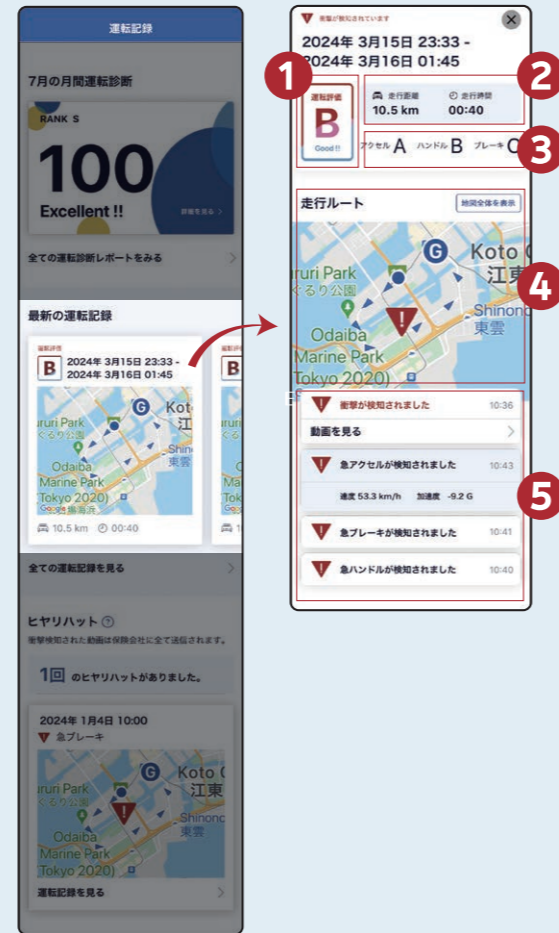 運転記録
7月の月間運転診断
RANK S
100
Excellent !!
詳細を見る >
全ての運転診断レポートをみる
最新の運転記録
運転評価
B
2024年 3月15日 23:33 -
2024年 3月16日 01:45
B
G
Koto
江
ruri Park
くるり公園
Shin
東雲
Odaiba
Marine Park
(Tokyo 2020)
Google
10.5 km
00:40
全ての運転記録を見る
ヒヤリハット ?
衝撃検知された動画は保険会社に全て送信されます。
1回 のヒヤリハットがありました。
2024年 1月4日 10:00
急ブレーキ
G
Koto
江東
ruri Park
くるり公園
Shinono
東雲
Odaiba
Marine Park
Tokyo 2020)
運転記録を見る
衝撃が検知されています
2024年 3月15日 23:33 -
2024年 3月16日 01:45
1
運転評価
B
Good !!
2
走行距離
10.5 km
走行時間
00:40
3
アクセル A ハンドル B ブレーキ C
走行ルート
地図全体を表示
4
G
Koto
江東
ruri Park
くるり公園
Shinono
東雲
Odaiba
Marine Park
Tokyo 2020)
5
衝撃が検知されました 10:36
動画を見る
急アクセルが検知されました 10:43
速度 53.3 km/h 加速度 -9.2 G
急ブレーキが検知されました 10:41
急ハンドルが検知されました 10:40